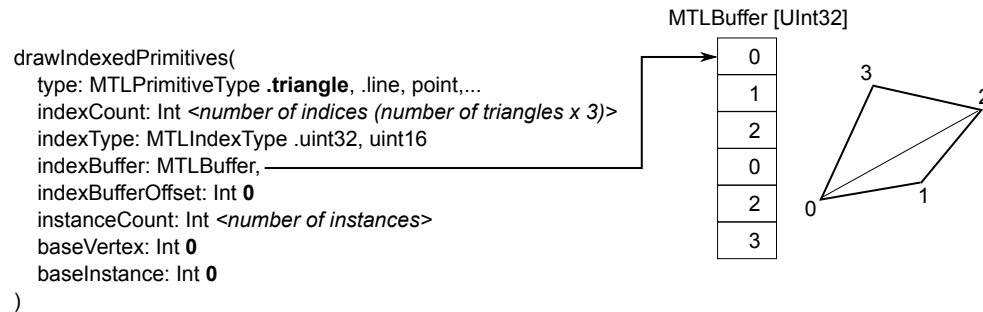 MTLBuffer [UInt32]
drawIndexedPrimitives(
type: MTLPrimitiveType .triangle, .line, point,...
indexCount: Int <number of indices (number of triangles x 3)>
indexType: MTLIndexType .uint32, uint16
indexBuffer: MTLBuffer,
indexBufferOffset: Int 0
instanceCount: Int <number of instances>
baseVertex: Int 0
baseInstance: Int 0
)
0
1
2
0
2
3
3
2
0
1